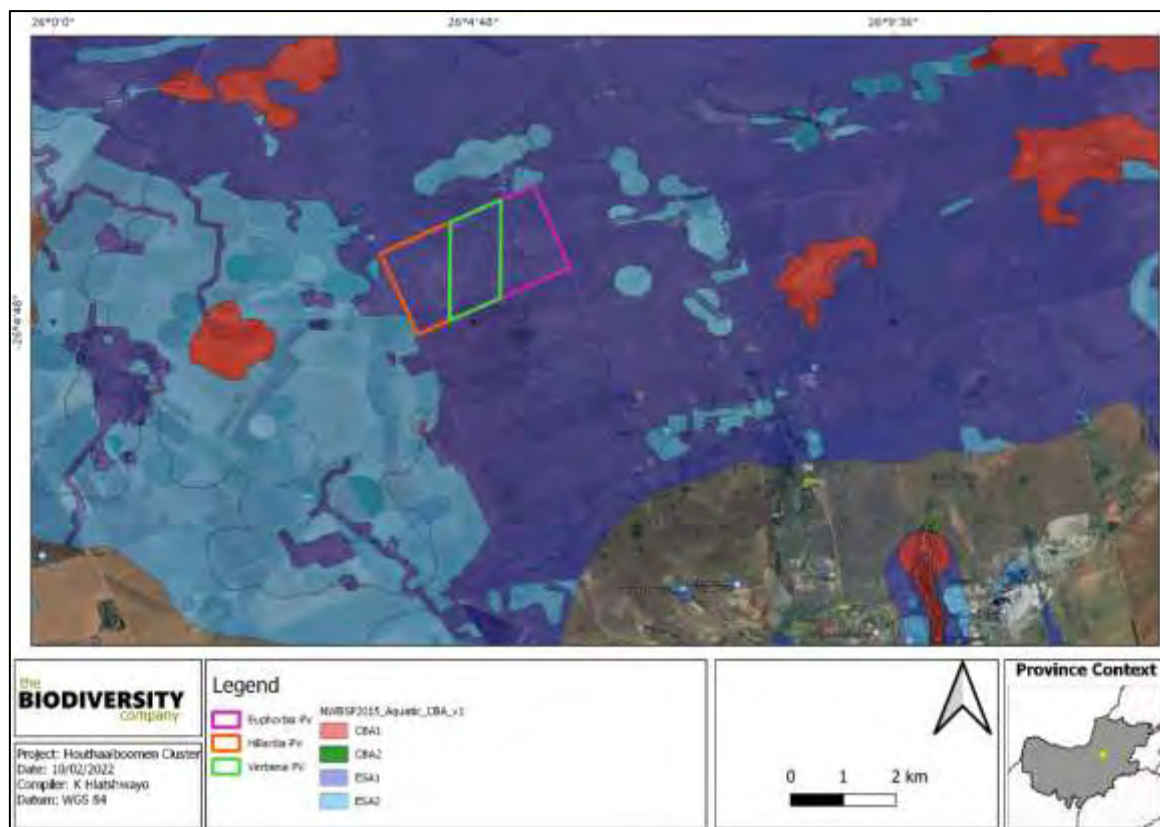 26°0'0"
26°4'48"
26°9'36"
-26°4'48"
the
BIODIVERSITY
company
Project: Houthaalboomen Cluster
Date: 10/02/2022
Compiler: K Hlatshwayo
Datum: WGS 84
Legend
Euphorbia PV
Hillardia PV
Verbena PV
NWBSP2015_Aquatic_CBA_v1
CBA1
CBA2
ESA1
ESA2
0 1 2 km
Province Context